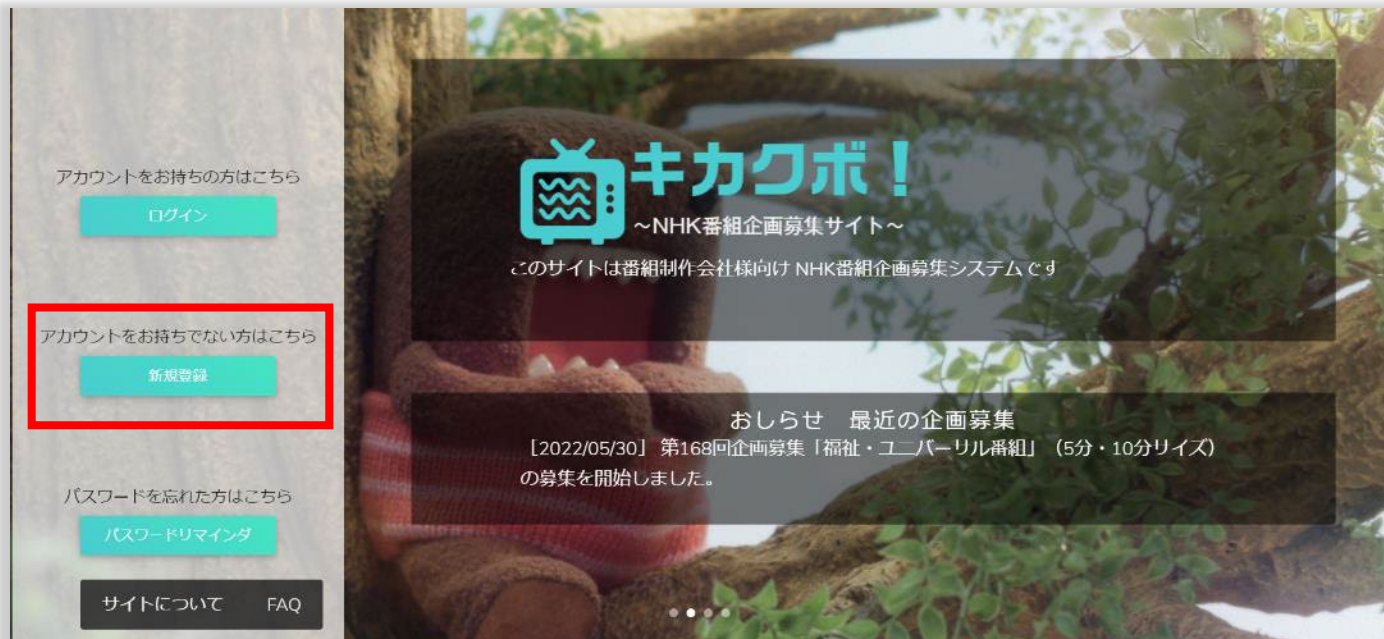 アカウントをお持ちの方はこちら
ログイン
アカウントをお持ちでない方はこちら
新規登録
パスワードを忘れた方はこちら
パスワードリマインダ
サイトについて FAQ
キカクボ！
～NHK番組企画募集サイト～
このサイトは番組制作会社様向け NHK番組企画募集システムです
おしらせ　最近の企画募集
[2022/05/30] 第168回企画募集「福祉・ユニバーサル番組」（5分・10分サイズ）
の募集を開始しました。